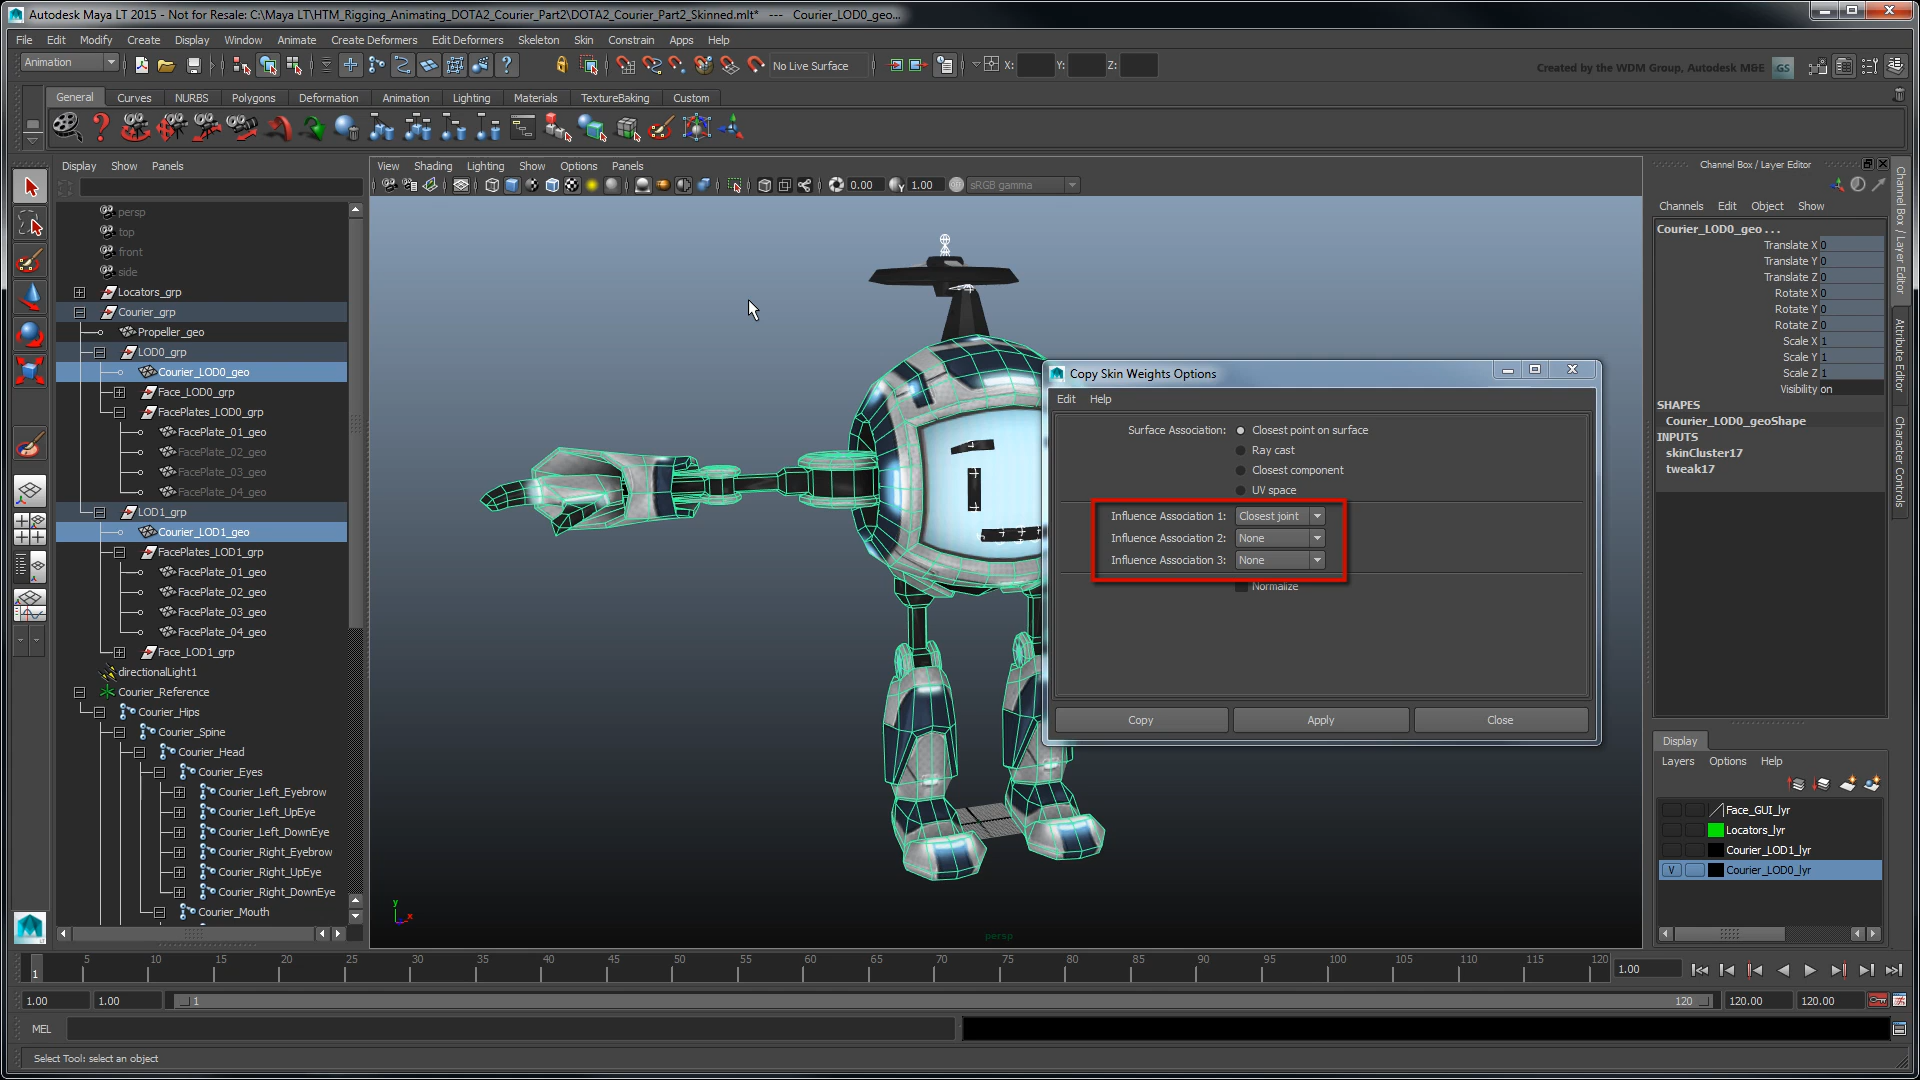 Autodesk Maya LT 2015 - Not for Resale: C:\Maya LT\HTM_Rigging_Animating_DOTA2_Courier_Part2\DOTA2_Courier_Part2_Skinned.mlt*   ---   Courier_LOD0_geo...
File Edit Modify Create Display Window Animate Create Deformers Edit Deformers Skeleton Skin Constrain Apps Help
Animation No Live Surface X: Y: Z: Created by the WDM Group, Autodesk M&E GS
General Curves NURBS Polygons Deformation Animation Lighting Materials TextureBaking Custom
Display Show Panels
View Shading Lighting Show Options Panels
0.00 1.00 sRGB gamma
persp
top
front
side
Locators_grp
Courier_grp
Propeller_geo
LOD0_grp
Courier_LOD0_geo
Face_LOD0_grp
FacePlates_LOD0_grp
FacePlate_01_geo
FacePlate_02_geo
FacePlate_03_geo
FacePlate_04_geo
LOD1_grp
Courier_LOD1_geo
FacePlates_LOD1_grp
FacePlate_01_geo
FacePlate_02_geo
FacePlate_03_geo
FacePlate_04_geo
Face_LOD1_grp
directionalLight1
Courier_Reference
Courier_Hips
Courier_Spine
Courier_Head
Courier_Eyes
Courier_Left_Eyebrow
Courier_Left_UpEye
Courier_Left_DownEye
Courier_Right_Eyebrow
Courier_Right_UpEye
Courier_Right_DownEye
Courier_Mouth
y
x
persp
Copy Skin Weights Options
Edit Help
Surface Association: Closest point on surface
Ray cast
Closest component
UV space
Influence Association 1: Closest joint
Influence Association 2: None
Influence Association 3: None
Normalize
Copy Apply Close
Channel Box / Layer Editor
Channels Edit Object Show
Courier_LOD0_geo . . .
Translate X 0
Translate Y 0
Translate Z 0
Rotate X 0
Rotate Y 0
Rotate Z 0
Scale X 1
Scale Y 1
Scale Z 1
Visibility on
SHAPES
Courier_LOD0_geoShape
INPUTS
skinCluster17
tweak17
Channel Box / Layer Editor
Attribute Editor
Character Controls
Display
Layers Options Help
Face_GUI_lyr
Locators_lyr
Courier_LOD1_lyr
V Courier_LOD0_lyr
1 5 10 15 20 25 30 35 40 45 50 55 60 65 70 75 80 85 90 95 100 105 110 115 120 1.00
1.00 1.00 1 120 120.00 120.00
MEL
Select Tool: select an object